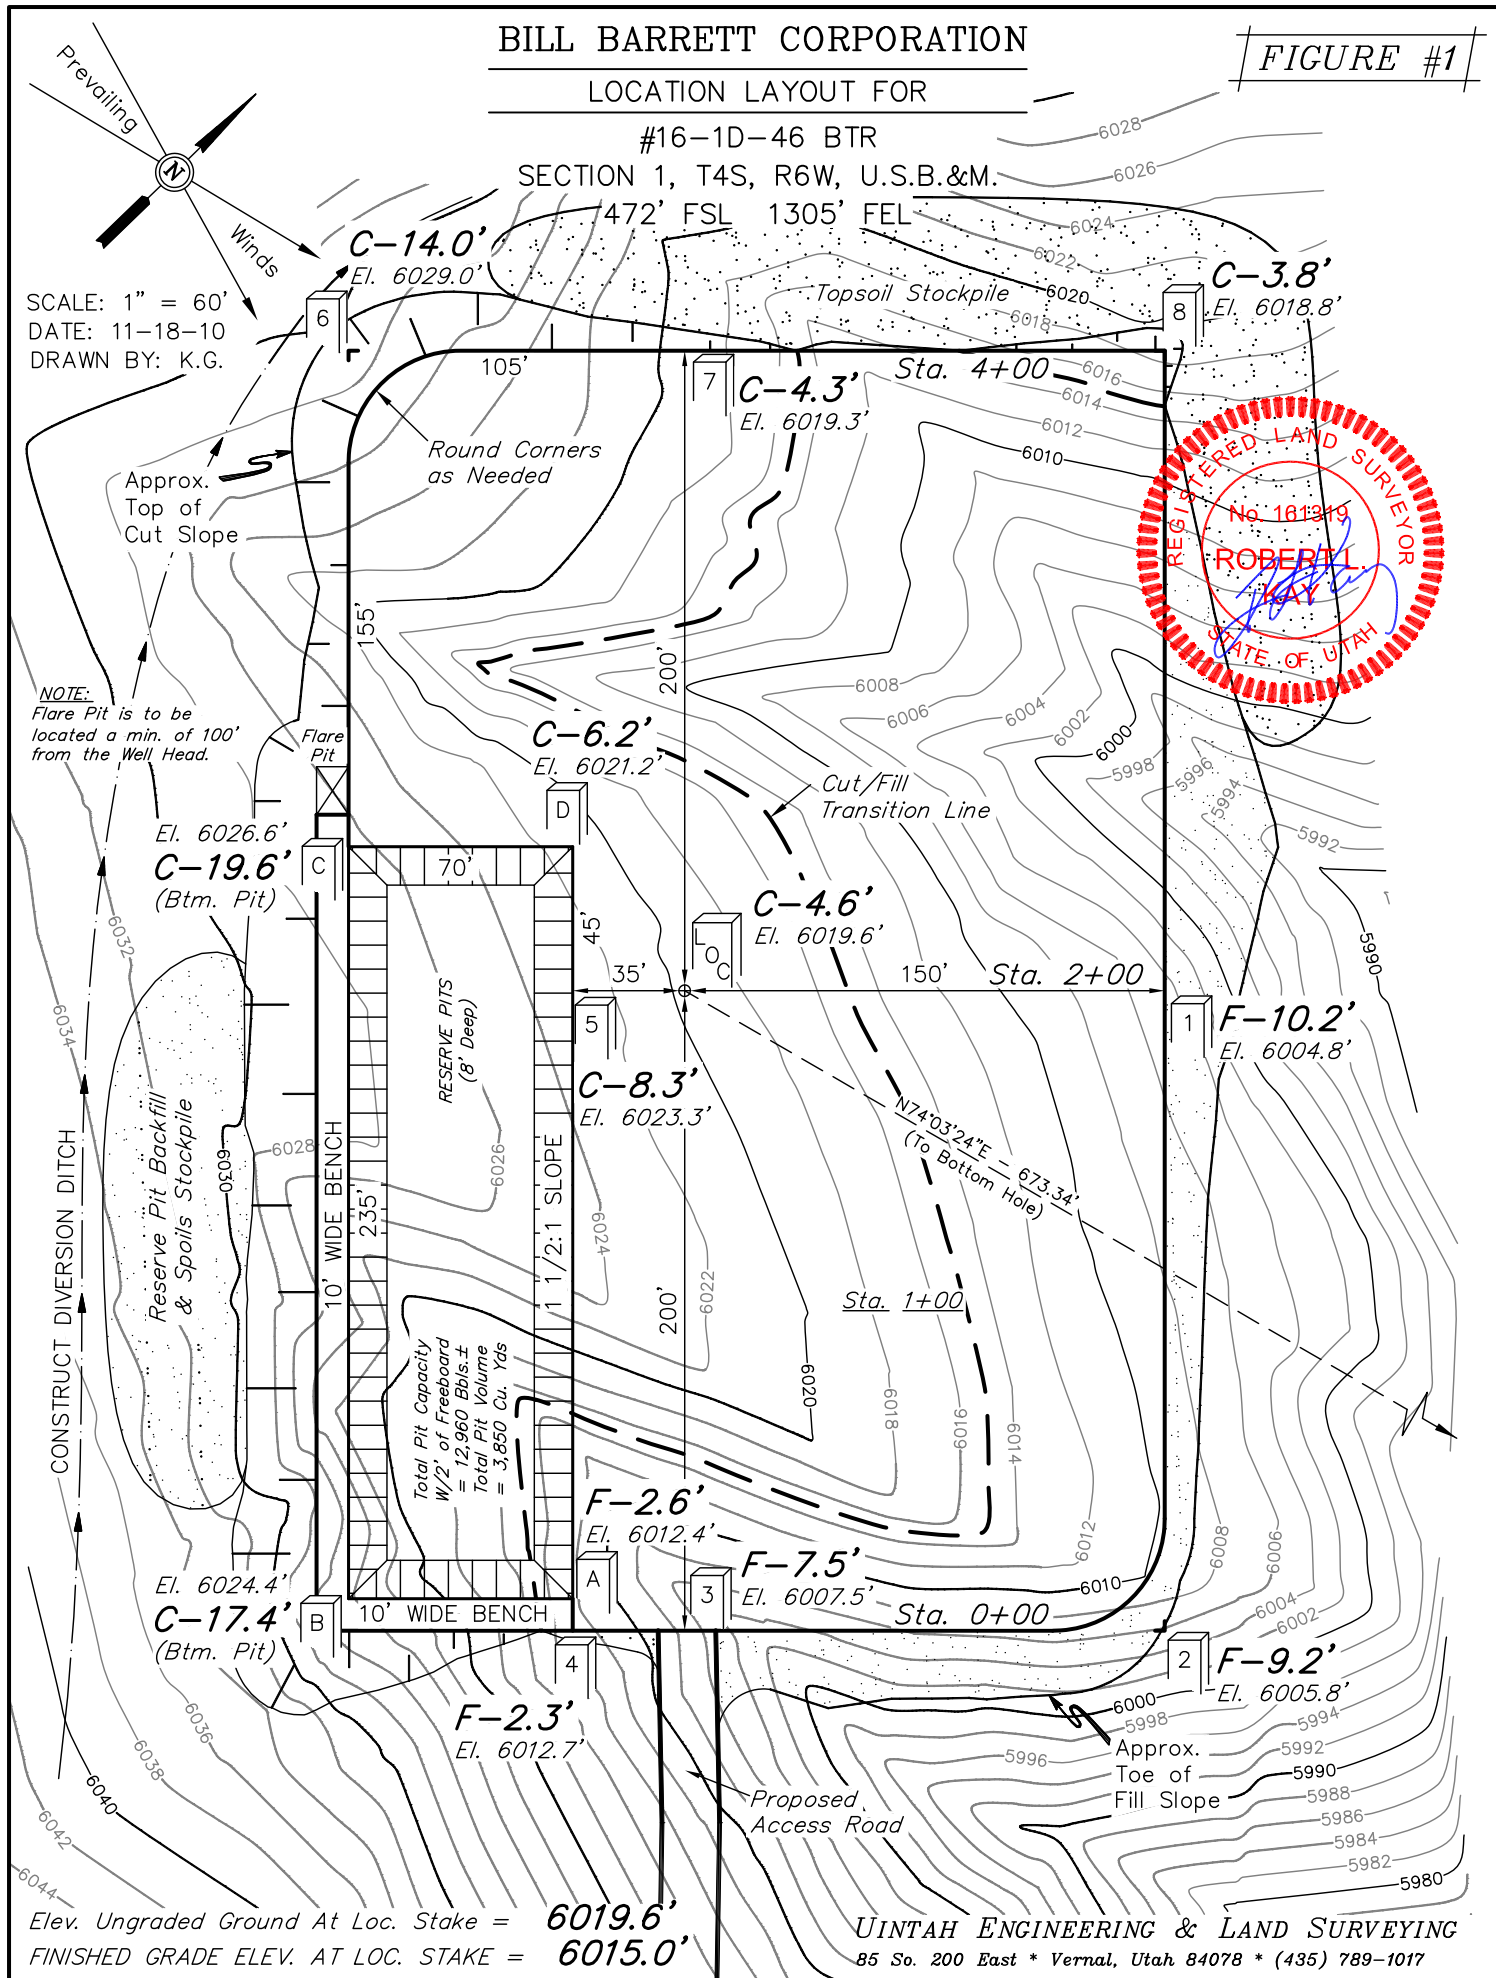 BILL BARRETT CORPORATION
FIGURE #1
LOCATION LAYOUT FOR
#16-1D-46 BTR
SECTION 1, T4S, R6W, U.S.B.&M.
472' FSL 1305' FEL
Prevailing
N
Winds
SCALE: 1" = 60'
DATE: 11-18-10
DRAWN BY: K.G.
6028
6026
6024
6022
6020
6018
6016
6014
6012
6010
C-14.0'
El. 6029.0'
6
Topsoil Stockpile
C-3.8'
El. 6018.8'
8
105'
7
C-4.3'
El. 6019.3'
Sta. 4+00
Round Corners
as Needed
Approx.
Top of
Cut Slope
REGISTERED LAND SURVEYOR
No. 161319
ROBERT L.
KAY
STATE OF UTAH
155'
200'
NOTE:
Flare Pit is to be
located a min. of 100'
from the Well Head.
Flare
Pit
6008
6006
6004
6002
6000
5998
5996
5994
5992
5990
C-6.2'
El. 6021.2'
D
Cut/Fill
Transition Line
El. 6026.6'
C-19.6'
(Btm. Pit)
C
70'
45'
C-4.6'
El. 6019.6'
LOC
35'
150'
Sta. 2+00
5
1
F-10.2'
El. 6004.8'
C-8.3'
El. 6023.3'
RESERVE PITS
(8' Deep)
6032
6034
Reserve Pit Backfill
& Spoils Stockpile
6030
6028
6026
6024
6022
6020
6018
6016
6014
6012
6010
6008
6006
6004
6002
CONSTRUCT DIVERSION DITCH
10' WIDE BENCH
235'
1 1/2:1 SLOPE
N74°03'24"E - 673.34'
(To Bottom Hole)
200'
Sta. 1+00
Total Pit Capacity
W/2' of Freeboard
= 12,960 Bbls.±
Total Pit Volume
= 3,850 Cu. Yds
F-2.6'
El. 6012.4'
A
F-7.5'
El. 6007.5'
3
Sta. 0+00
El. 6024.4'
C-17.4'
(Btm. Pit)
B
10' WIDE BENCH
4
F-2.3'
El. 6012.7'
2
F-9.2'
El. 6005.8'
6000
5998
5996
5994
5992
5990
5988
5986
5984
5982
5980
Approx.
Toe of
Fill Slope
Proposed
Access Road
6036
6038
6040
6042
6044
Elev. Ungraded Ground At Loc. Stake = 6019.6'
FINISHED GRADE ELEV. AT LOC. STAKE = 6015.0'
UINTAH ENGINEERING & LAND SURVEYING
85 So. 200 East * Vernal, Utah 84078 * (435) 789-1017